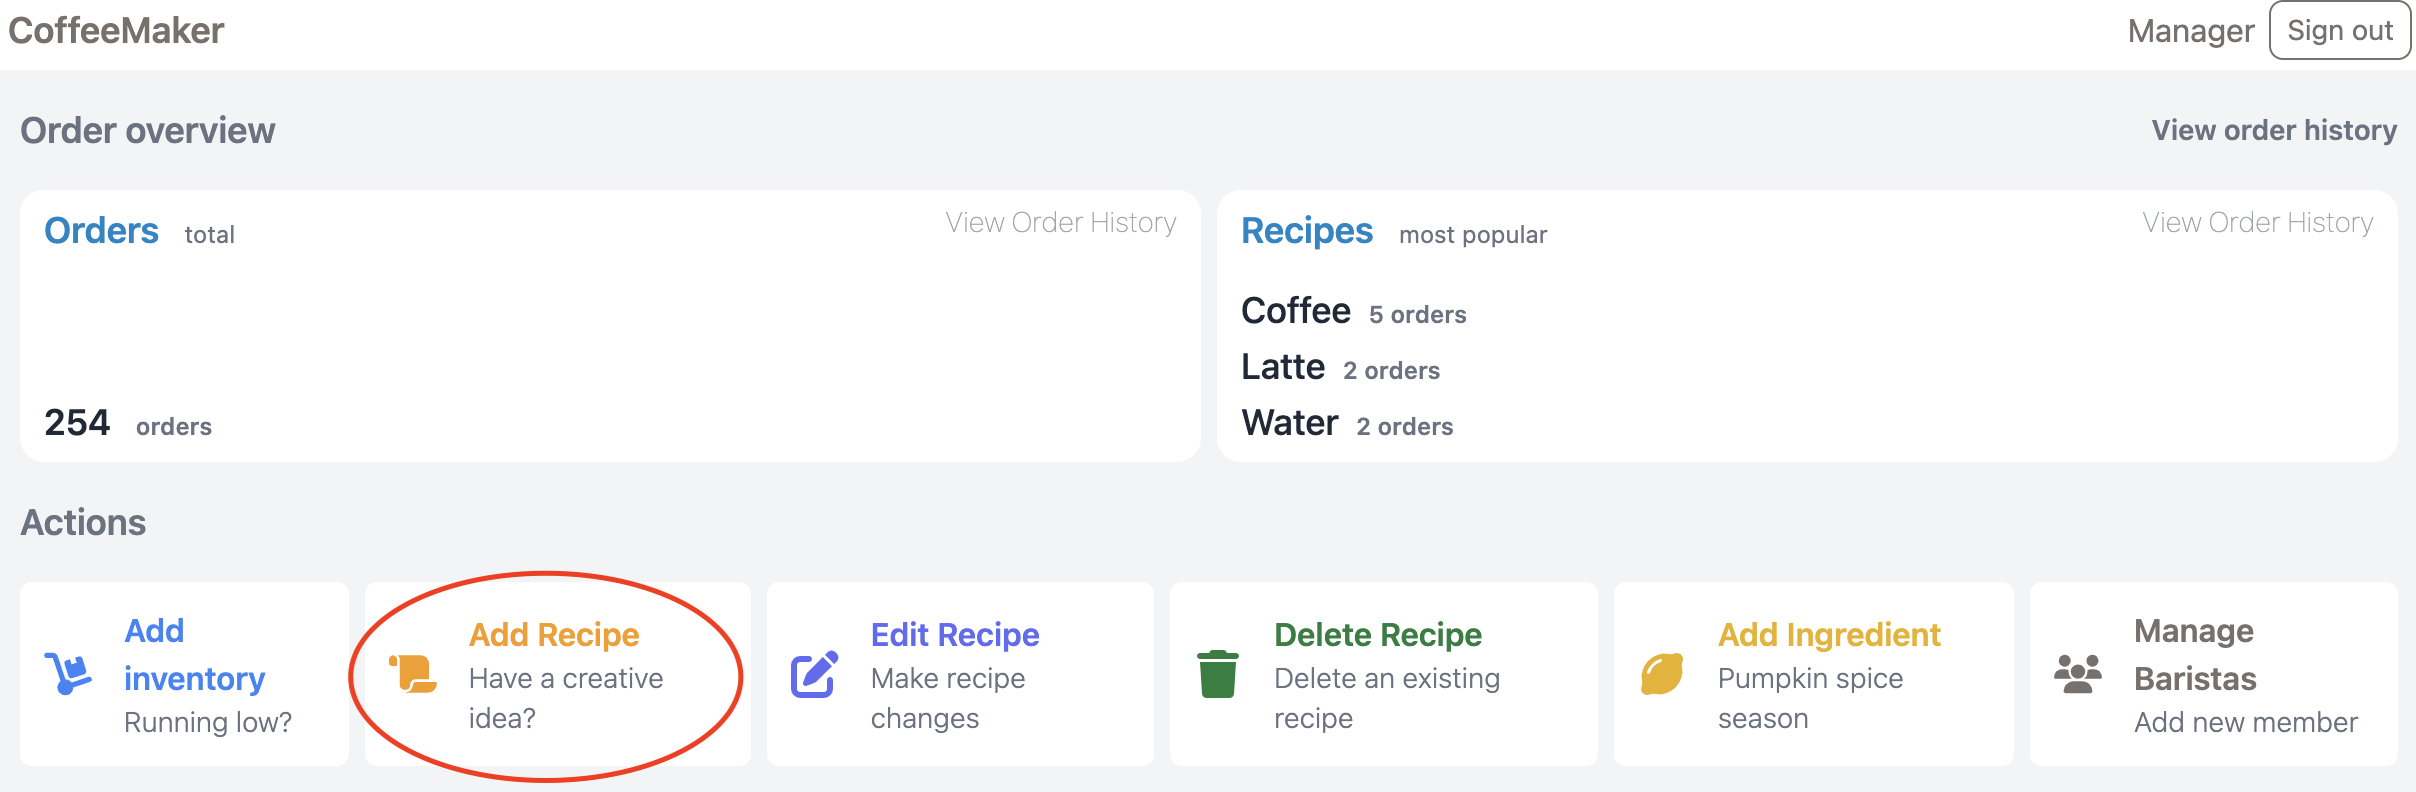 CoffeeMaker
Manager
Sign out
Order overview
View order history
Orders total
View Order History
254 orders
Recipes most popular
View Order History
Coffee 5 orders
Latte 2 orders
Water 2 orders
Actions
Add
inventory
Running low?
Add Recipe
Have a creative
idea?
Edit Recipe
Make recipe
changes
Delete Recipe
Delete an existing
recipe
Add Ingredient
Pumpkin spice
season
Manage
Baristas
Add new member